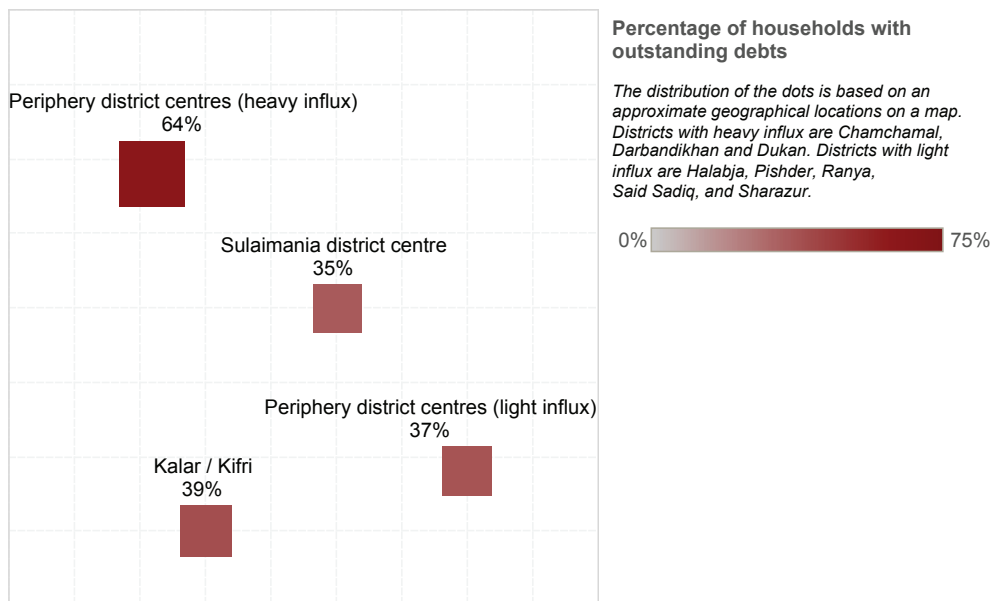 Percentage of households with
outstanding debts
The distribution of the dots is based on an
approximate geographical locations on a map.
Districts with heavy influx are Chamchamal,
Darbandikhan and Dukan. Districts with light
influx are Halabja, Pishder, Ranya,
Said Sadiq, and Sharazur.
0%
75%
Periphery district centres (heavy influx)
64%
Sulaimania district centre
35%
Periphery district centres (light influx)
37%
Kalar / Kifri
39%